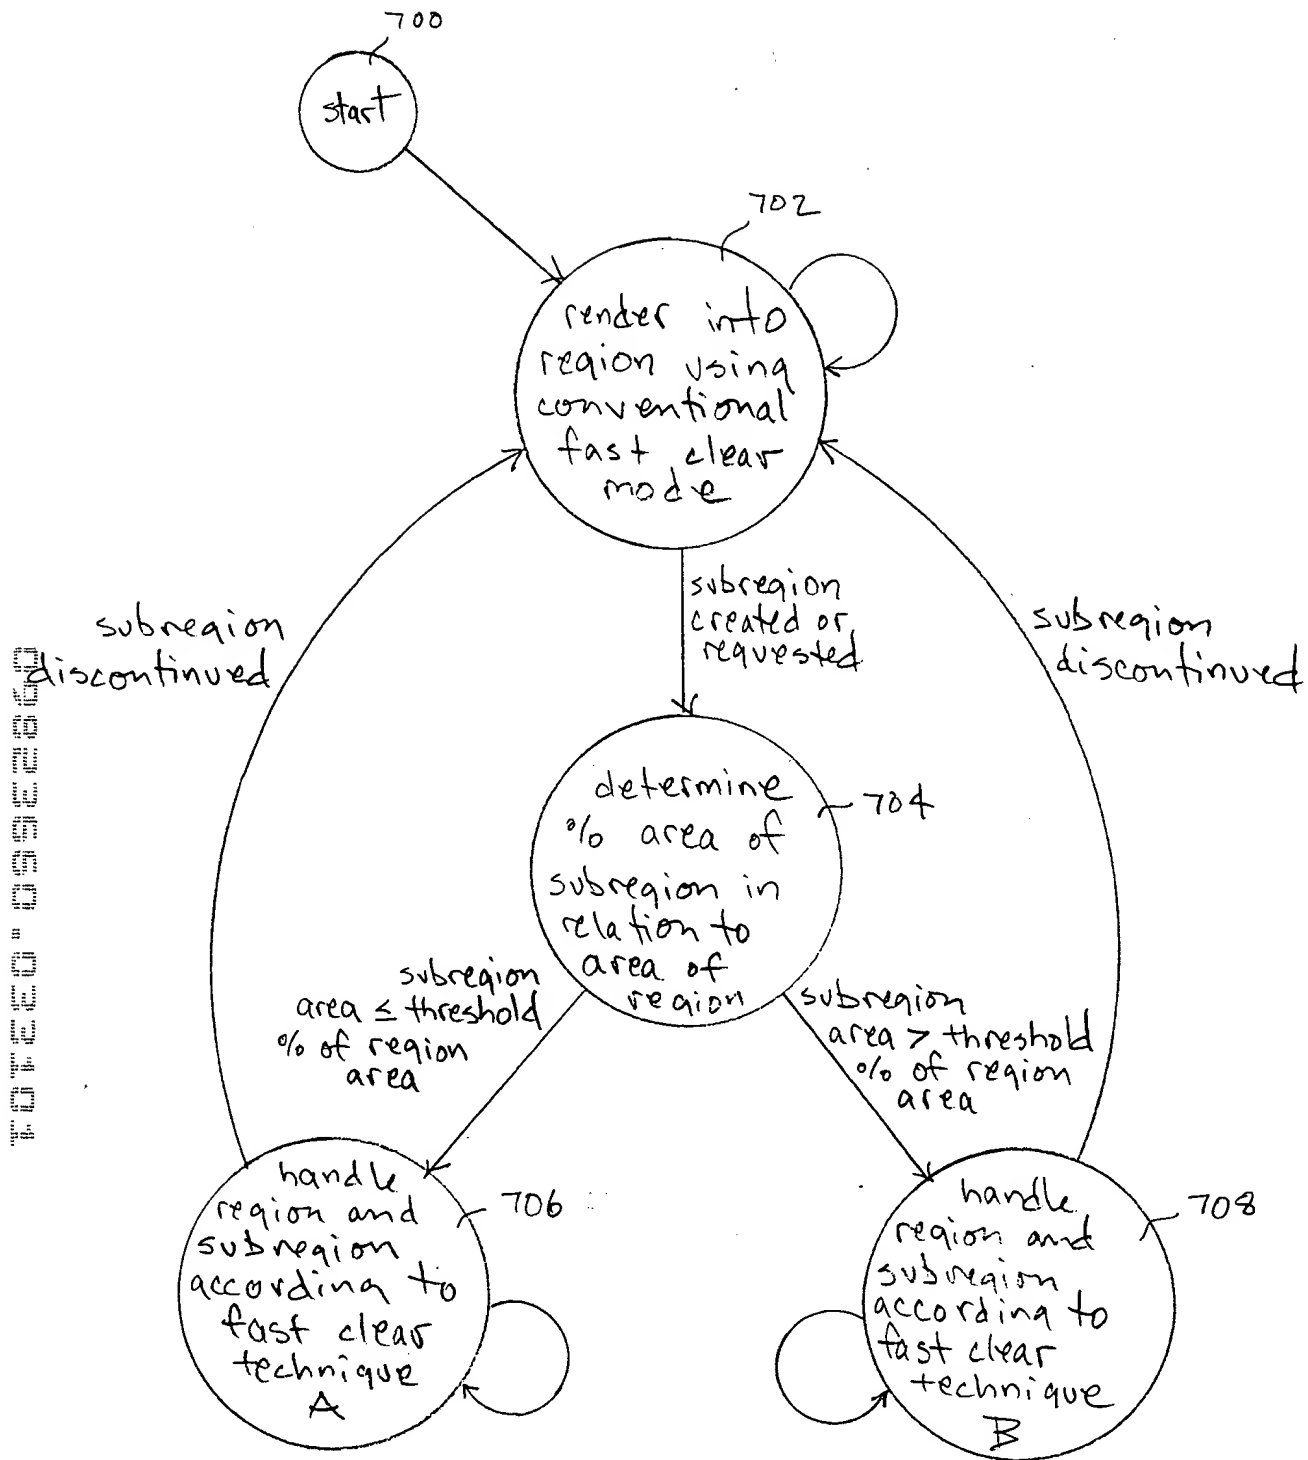 700
start
702
render into
region using
conventional
fast clear
mode
subregion
created or
requested
subregion
discontinued
subregion
discontinued
determine
% area of
subregion in
relation to
area of
region
704
subregion
area ≤ threshold
% of region
area
subregion
area > threshold
% of region
area
handle
region and
subregion
according to
fast clear
technique
A
706
handle
region and
subregion
according to
fast clear
technique
B
708
09823550.033101